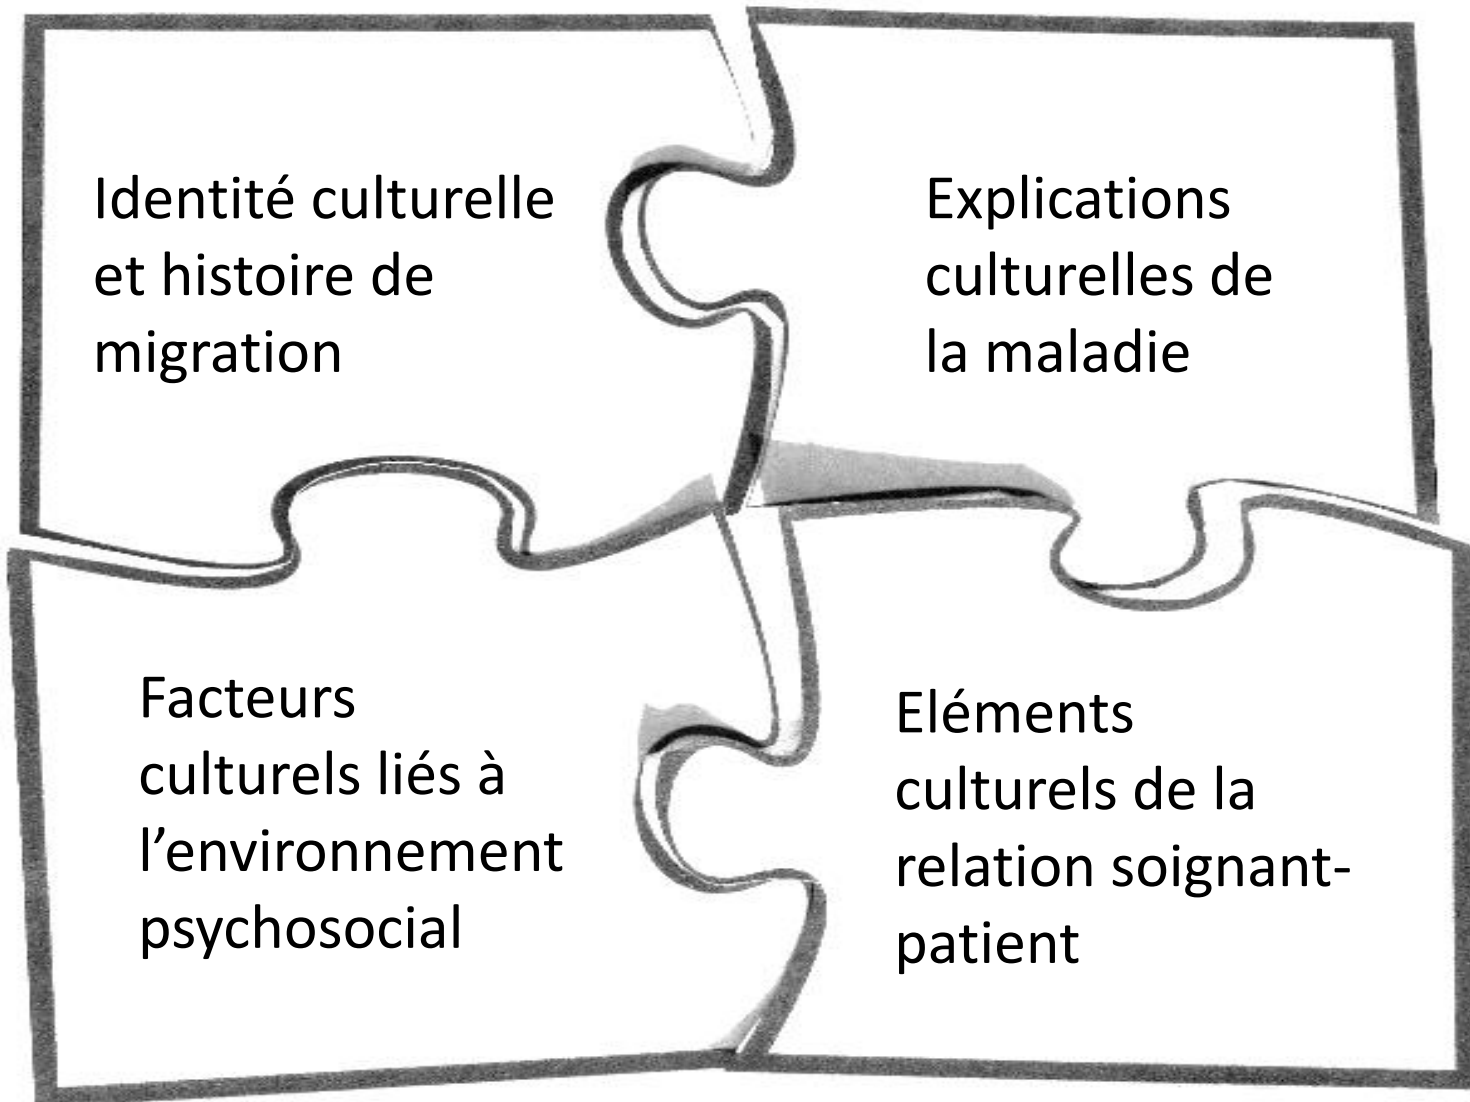 Identité culturelle
et histoire de
migration
Explications
culturelles de
la maladie
Facteurs
culturels liés à
l’environnement
psychosocial
Eléments
culturels de la
relation soignant-
patient